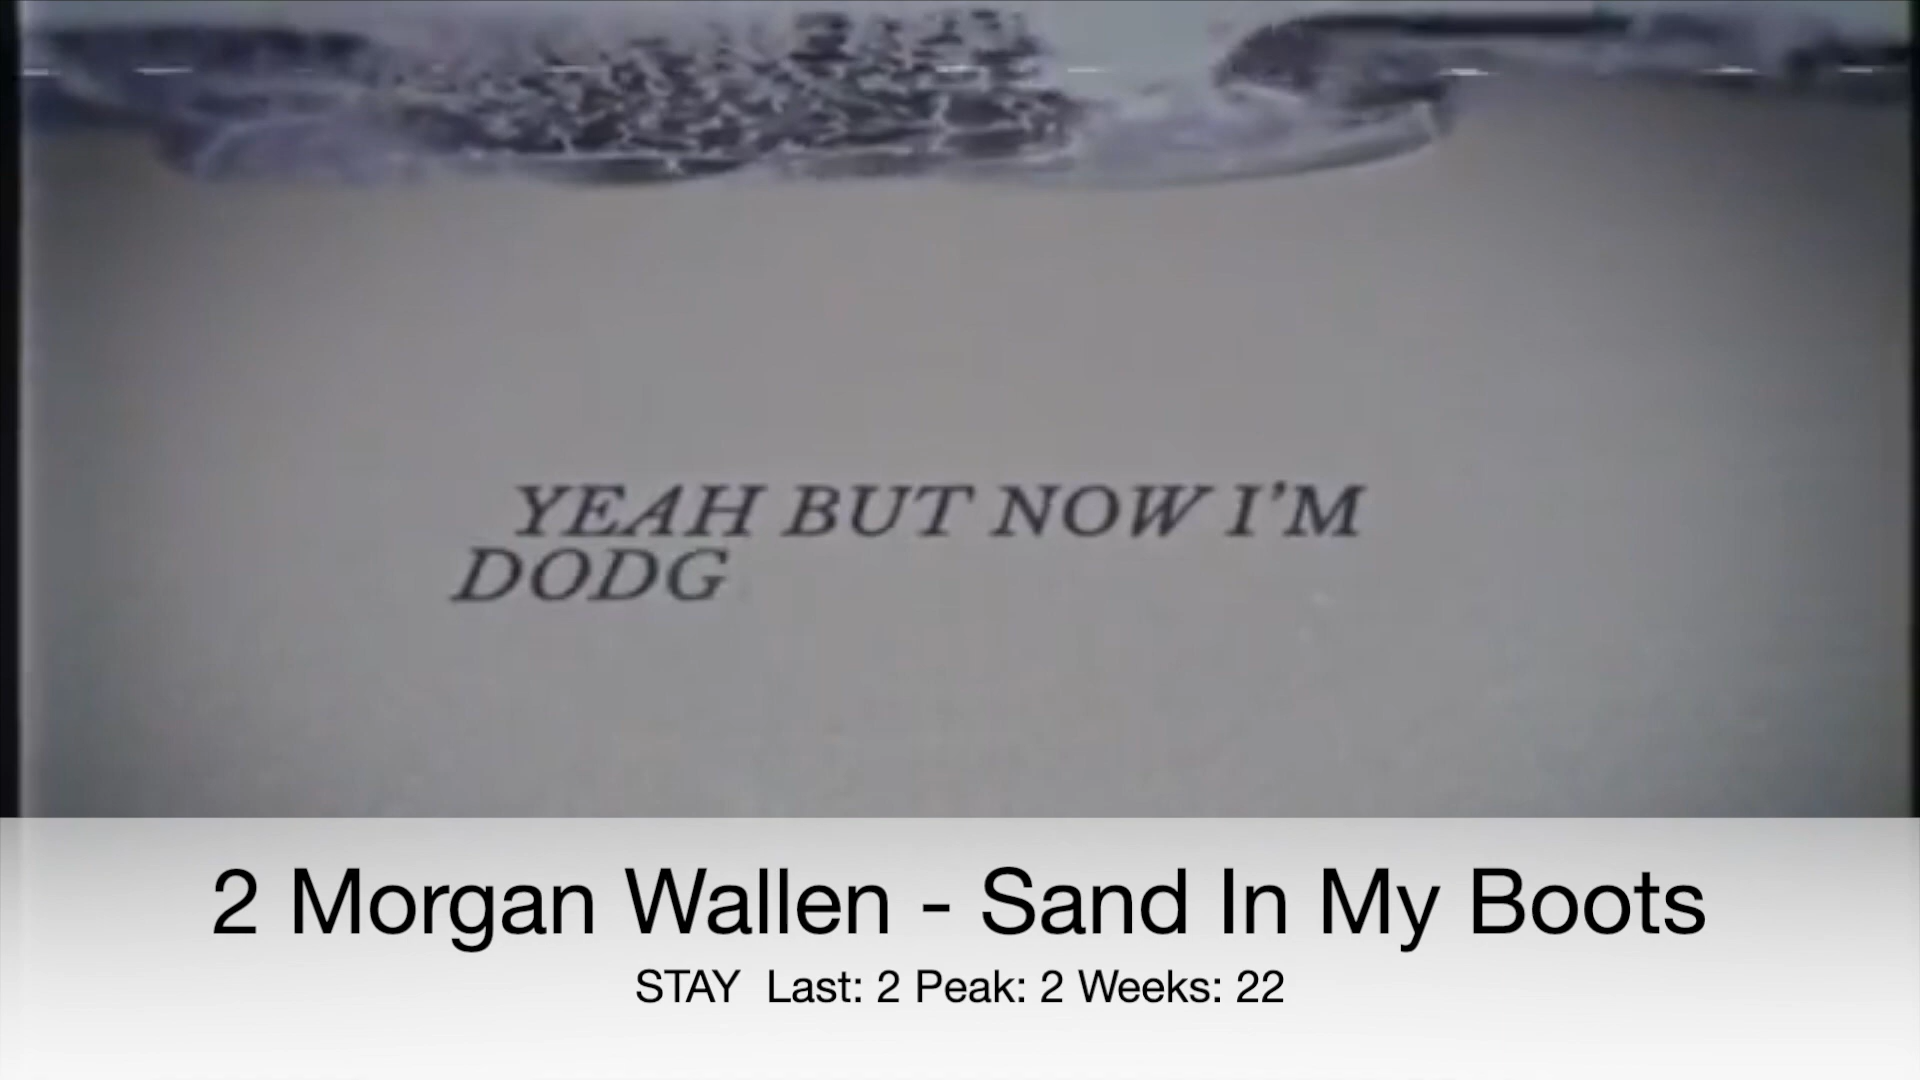 YEAH BUT NOW I'M
DODG
2 Morgan Wallen - Sand In My Boots
STAY Last: 2 Peak: 2 Weeks: 22